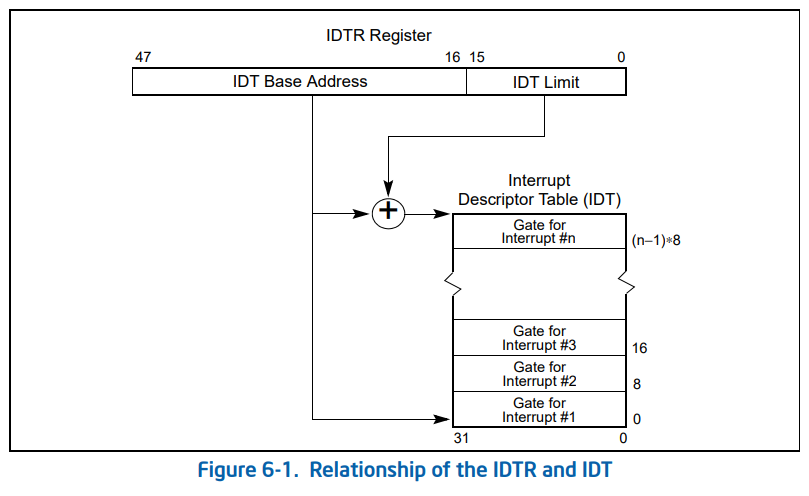 IDTR Register
47 16 15 0
IDT Base Address IDT Limit
+
Interrupt
Descriptor Table (IDT)
Gate for
Interrupt #n
(n−1)∗8
Gate for
Interrupt #3
16
Gate for
Interrupt #2
8
Gate for
Interrupt #1
0
31 0
Figure 6-1. Relationship of the IDTR and IDT